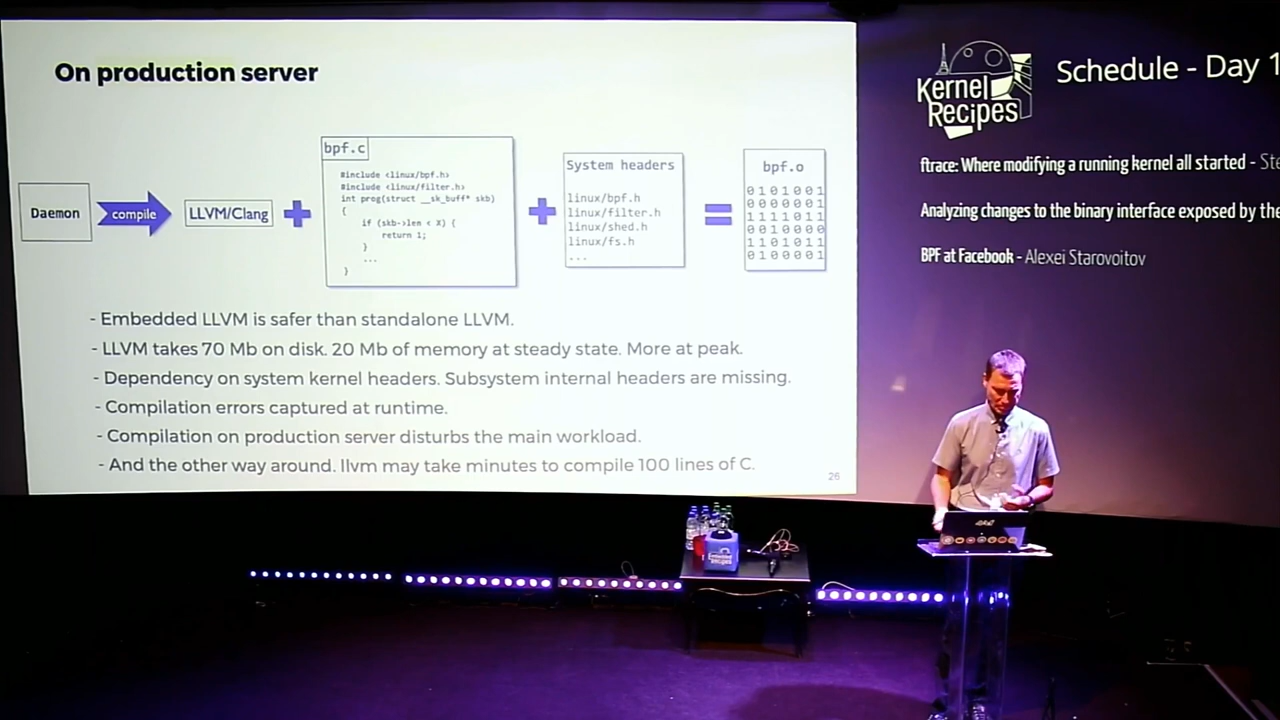 On production server
Daemon
compile
LLVM/Clang
bpf.c
#include <linux/bpf.h>
#include <linux/filter.h>
int prog(struct __sk_buff* skb)
{
if (skb->len < X) {
return 1;
}
...
}
System headers
linux/bpf.h
linux/filter.h
linux/shed.h
linux/fs.h
...
bpf.o
0101001
0000001
1111011
0010000
1101011
0100001
- Embedded LLVM is safer than standalone LLVM.
- LLVM takes 70 Mb on disk. 20 Mb of memory at steady state. More at peak.
- Dependency on system kernel headers. Subsystem internal headers are missing.
- Compilation errors captured at runtime.
- Compilation on production server disturbs the main workload.
- And the other way around. llvm may take minutes to compile 100 lines of C.
26
Kernel
Recipes
Schedule - Day 1
ftrace: Where modifying a running kernel all started - Ste
Analyzing changes to the binary interface exposed by the
BPF at Facebook - Alexei Starovoitov